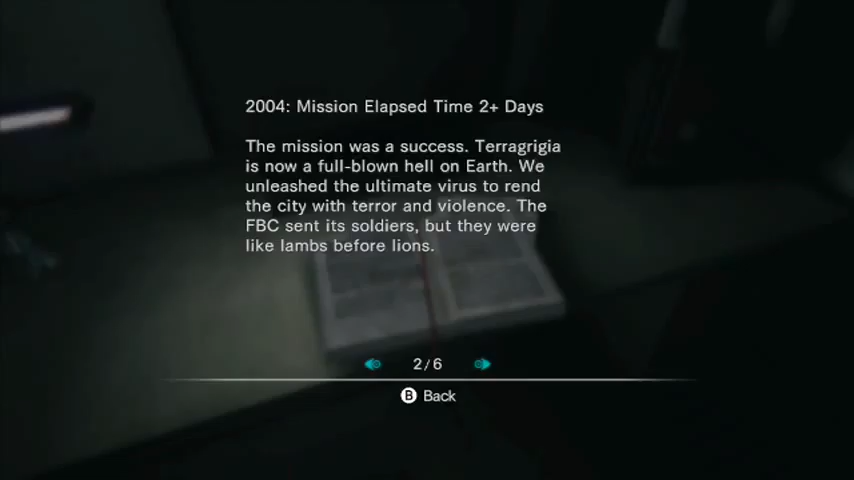 2004: Mission Elapsed Time 2+ Days
The mission was a success. Terragrigia
is now a full-blown hell on Earth. We
unleashed the ultimate virus to rend
the city with terror and violence. The
FBC sent its soldiers, but they were
like lambs before lions.
2/6
B Back